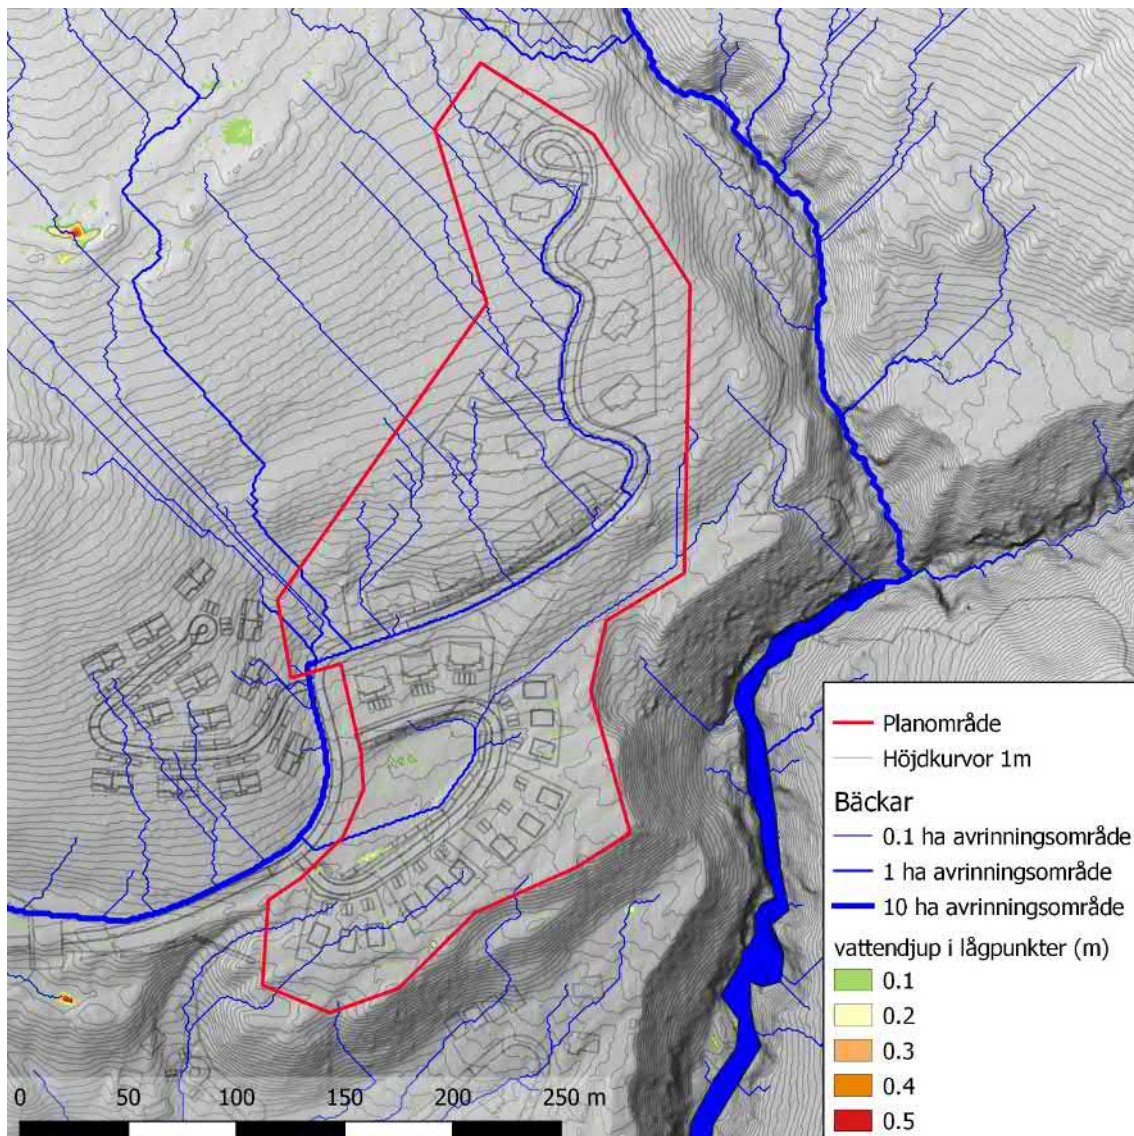 Planområde
Höjdkurvor 1m
Bäckar
0.1 ha avrinningsområde
1 ha avrinningsområde
10 ha avrinningsområde
vattendjup i lågpunkter (m)
0.1
0.2
0.3
0.4
0.5
0 50 100 150 200 250 m